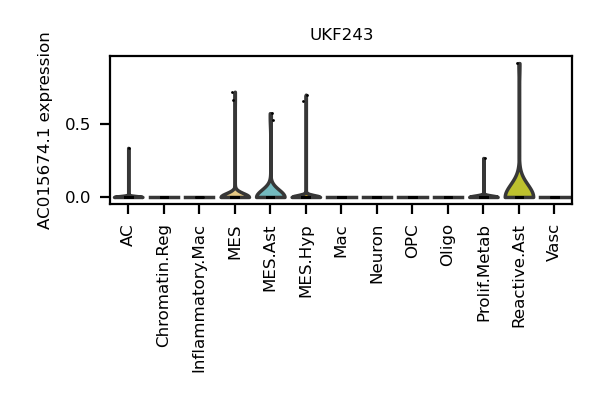 UKF243
AC015674.1 expression
0.5
0.0
AC
Chromatin.Reg
Inflammatory.Mac
MES
MES.Ast
MES.Hyp
Mac
Neuron
OPC
Oligo
Prolif.Metab
Reactive.Ast
Vasc